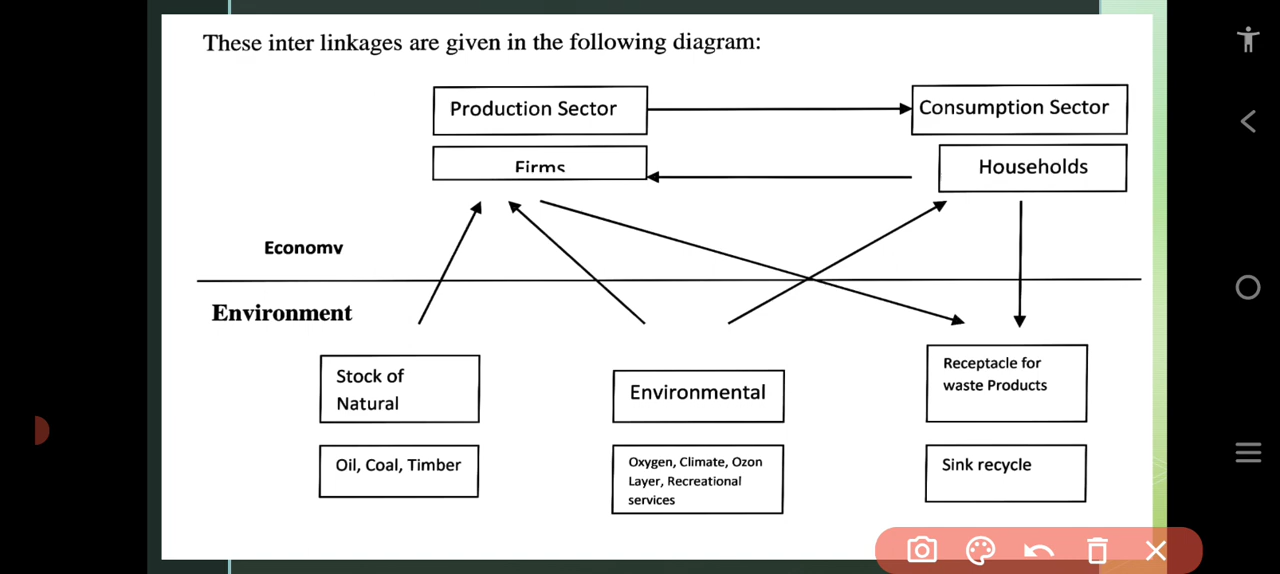 These inter linkages are given in the following diagram:
Production Sector
Consumption Sector
Firms
Households
Economy
Environment
Stock of
Natural
Environmental
Receptacle for
waste Products
Oil, Coal, Timber
Oxygen, Climate, Ozon
Layer, Recreational
services
Sink recycle